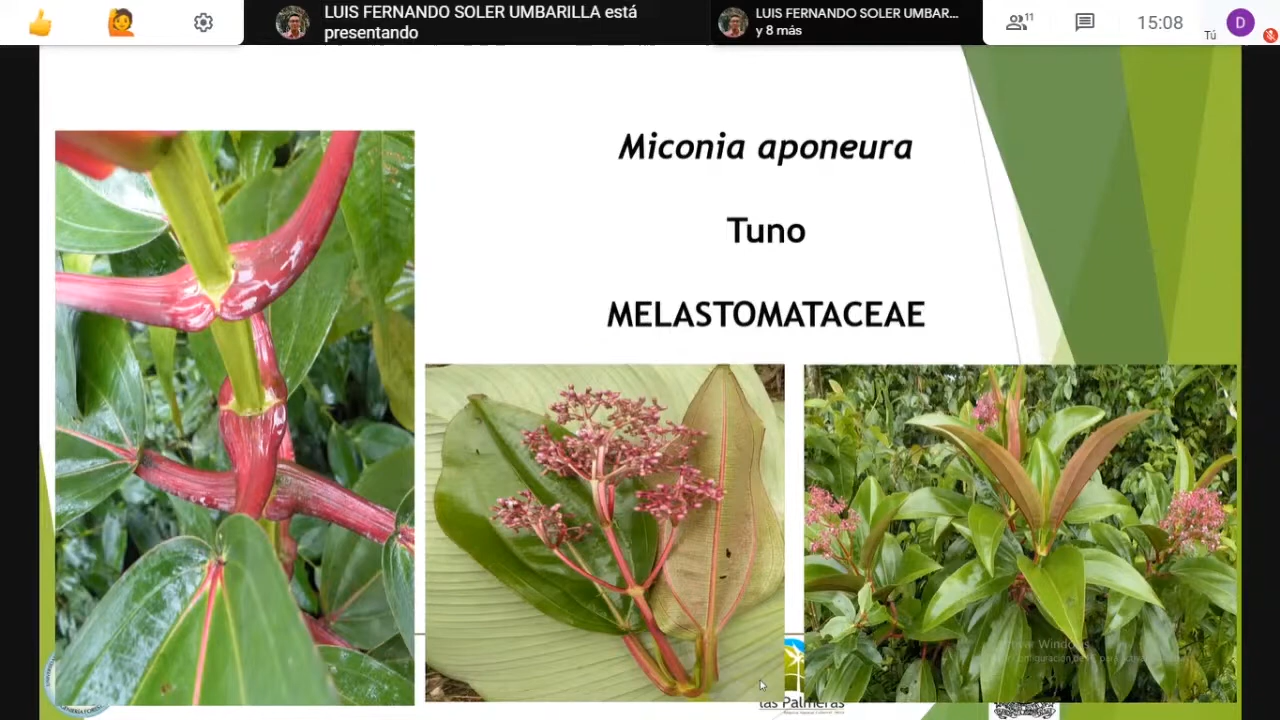 LUIS FERNANDO SOLER UMBARILLA está
presentando
LUIS FERNANDO SOLER UMBAR...
y 8 más
11
15:08
Tú
D
Miconia aponeura
Tuno
MELASTOMATACEAE
las Palmeras